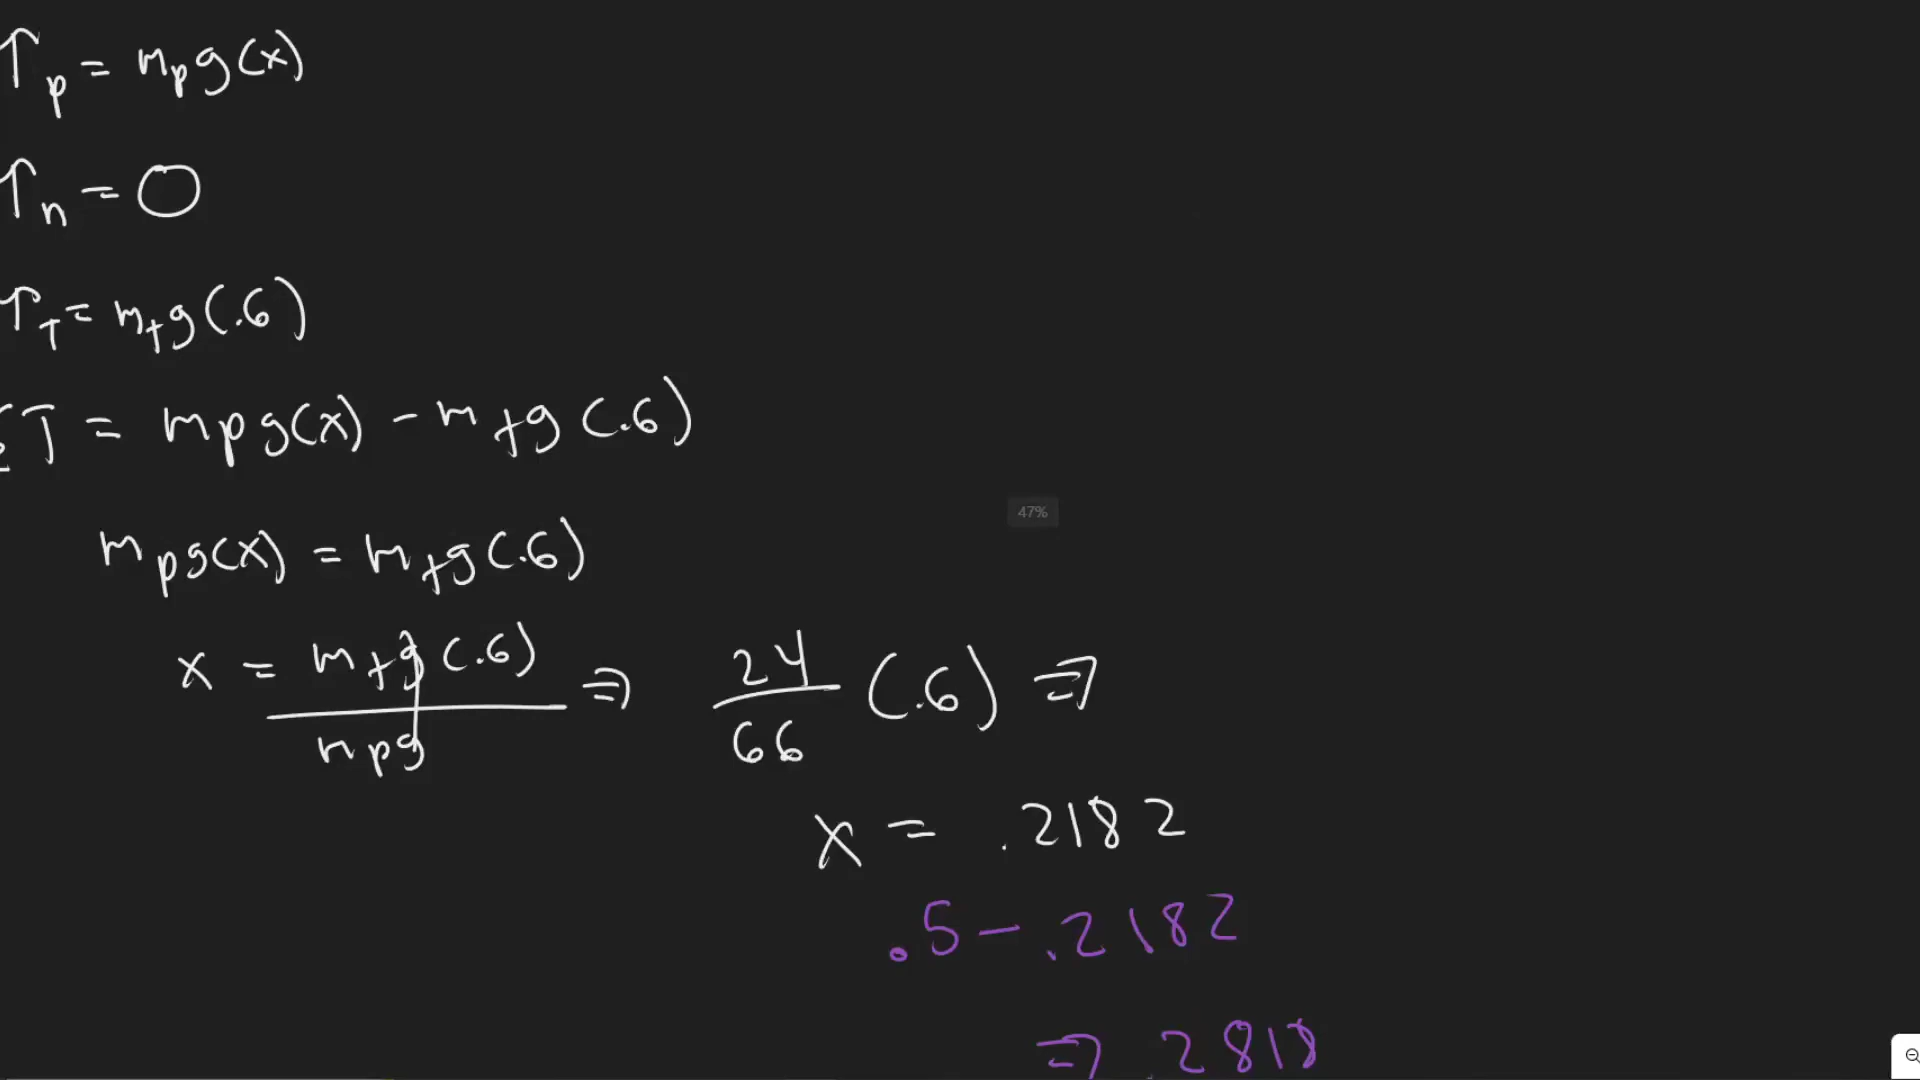 τp = mpg(x)
τn = 0
τT = mtg(.6)
ΣT = mpg(x) - mtg(.6)
47%
mpg(x) = mtg(.6)
x = mtg(.6) / mpg ⇒ 24/66 (.6) ⇒
x = .2182
.5 - .2182
⇒ .2818